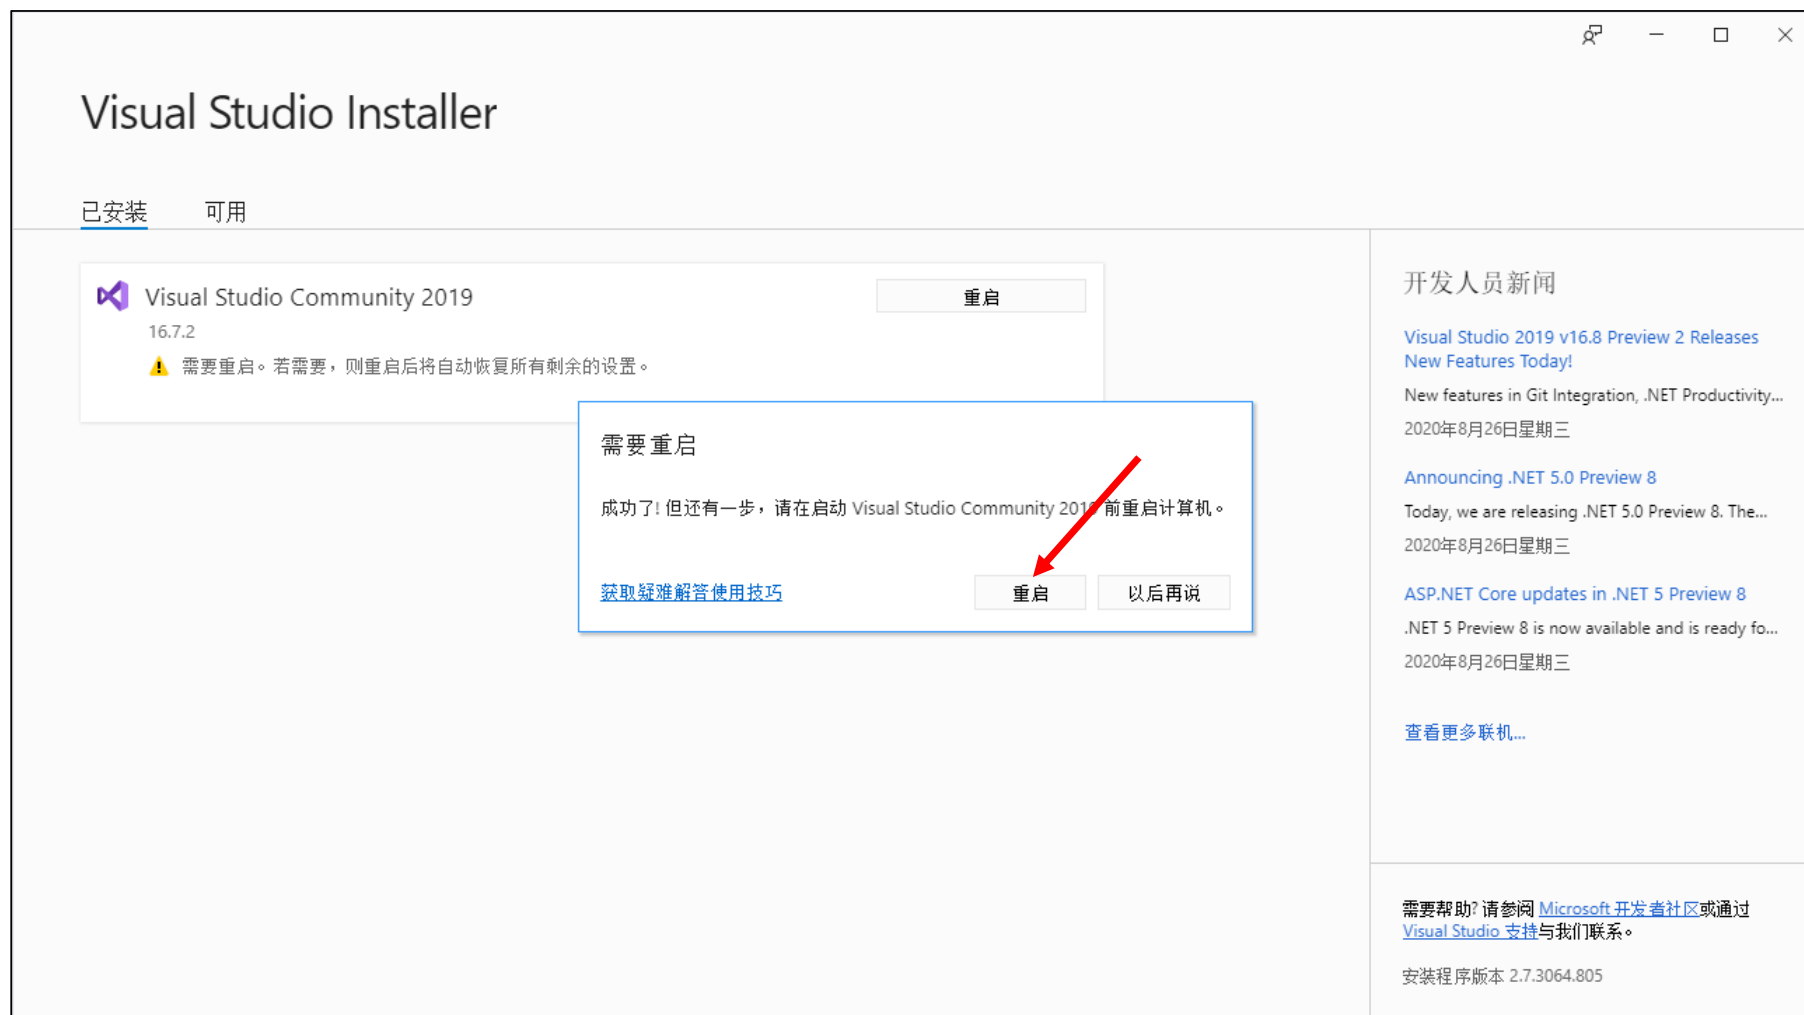 Visual Studio Installer
已安装
可用
Visual Studio Community 2019
重启
16.7.2
需要重启。若需要，则重启后将自动恢复所有剩余的设置。
需要重启
成功了! 但还有一步，请在启动 Visual Studio Community 2019 前重启计算机。
获取疑难解答使用技巧
重启
以后再说
开发人员新闻
Visual Studio 2019 v16.8 Preview 2 Releases
New Features Today!
New features in Git Integration, .NET Productivity...
2020年8月26日星期三
Announcing .NET 5.0 Preview 8
Today, we are releasing .NET 5.0 Preview 8. The...
2020年8月26日星期三
ASP.NET Core updates in .NET 5 Preview 8
.NET 5 Preview 8 is now available and is ready fo...
2020年8月26日星期三
查看更多联机...
需要帮助? 请参阅 Microsoft 开发者社区或通过
Visual Studio 支持与我们联系。
安装程序版本 2.7.3064.805